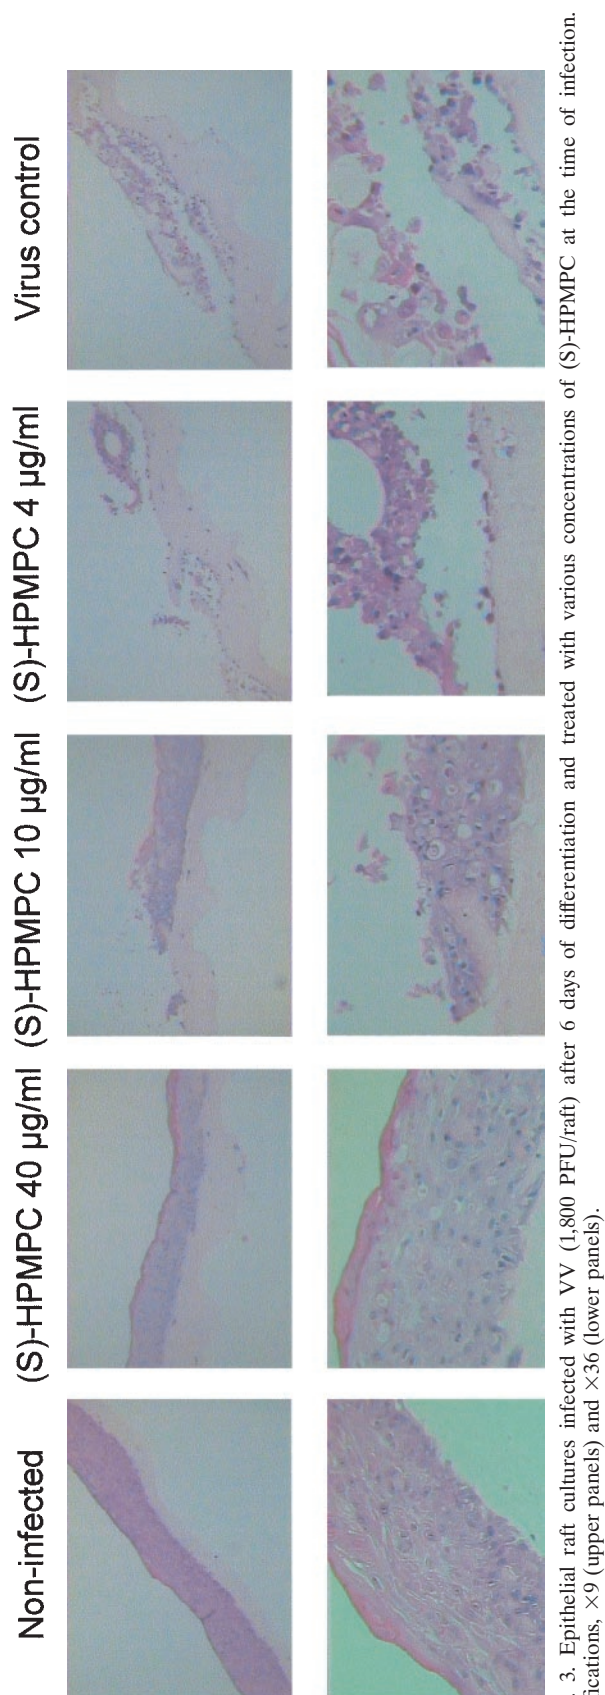 Non-infected
(S)-HPMPC 40 µg/ml
(S)-HPMPC 10 µg/ml
(S)-HPMPC 4 µg/ml
Virus control
. 3. Epithelial raft cultures infected with VV (1,800 PFU/raft) after 6 days of differentiation and treated with various concentrations of (S)-HPMPC at the time of infection.
fications, ×9 (upper panels) and ×36 (lower panels).